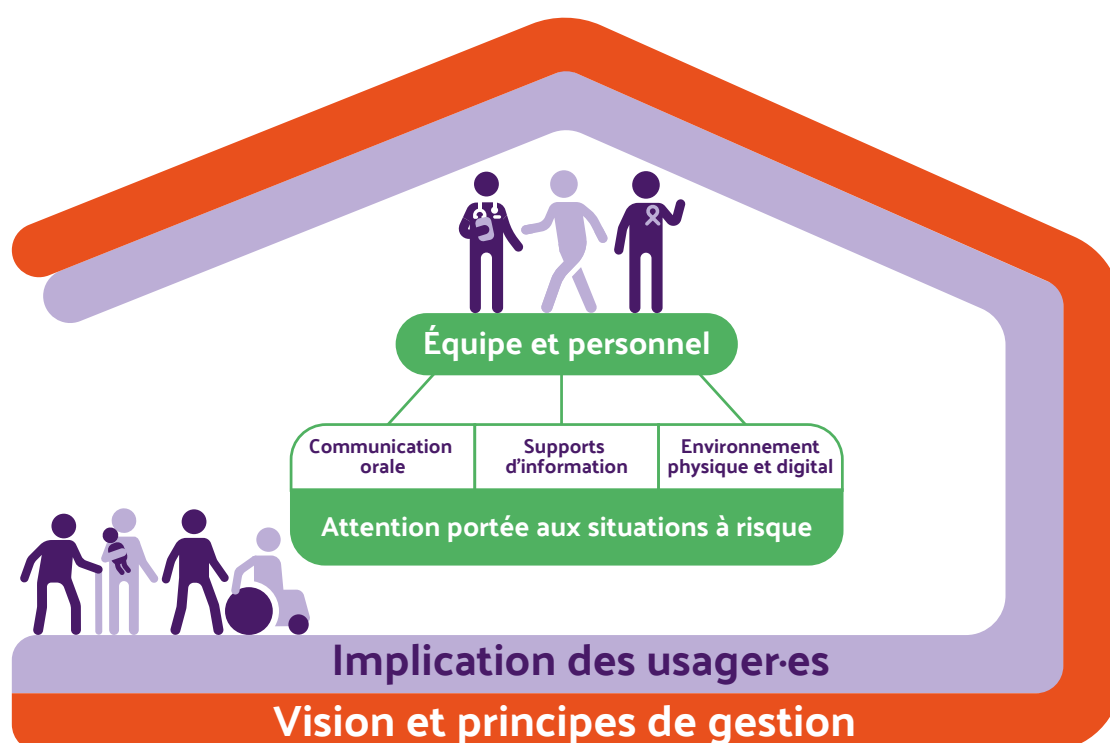 Équipe et personnel
Communication
orale
Supports
d'information
Environnement
physique et digital
Attention portée aux situations à risque
Implication des usager·es
Vision et principes de gestion